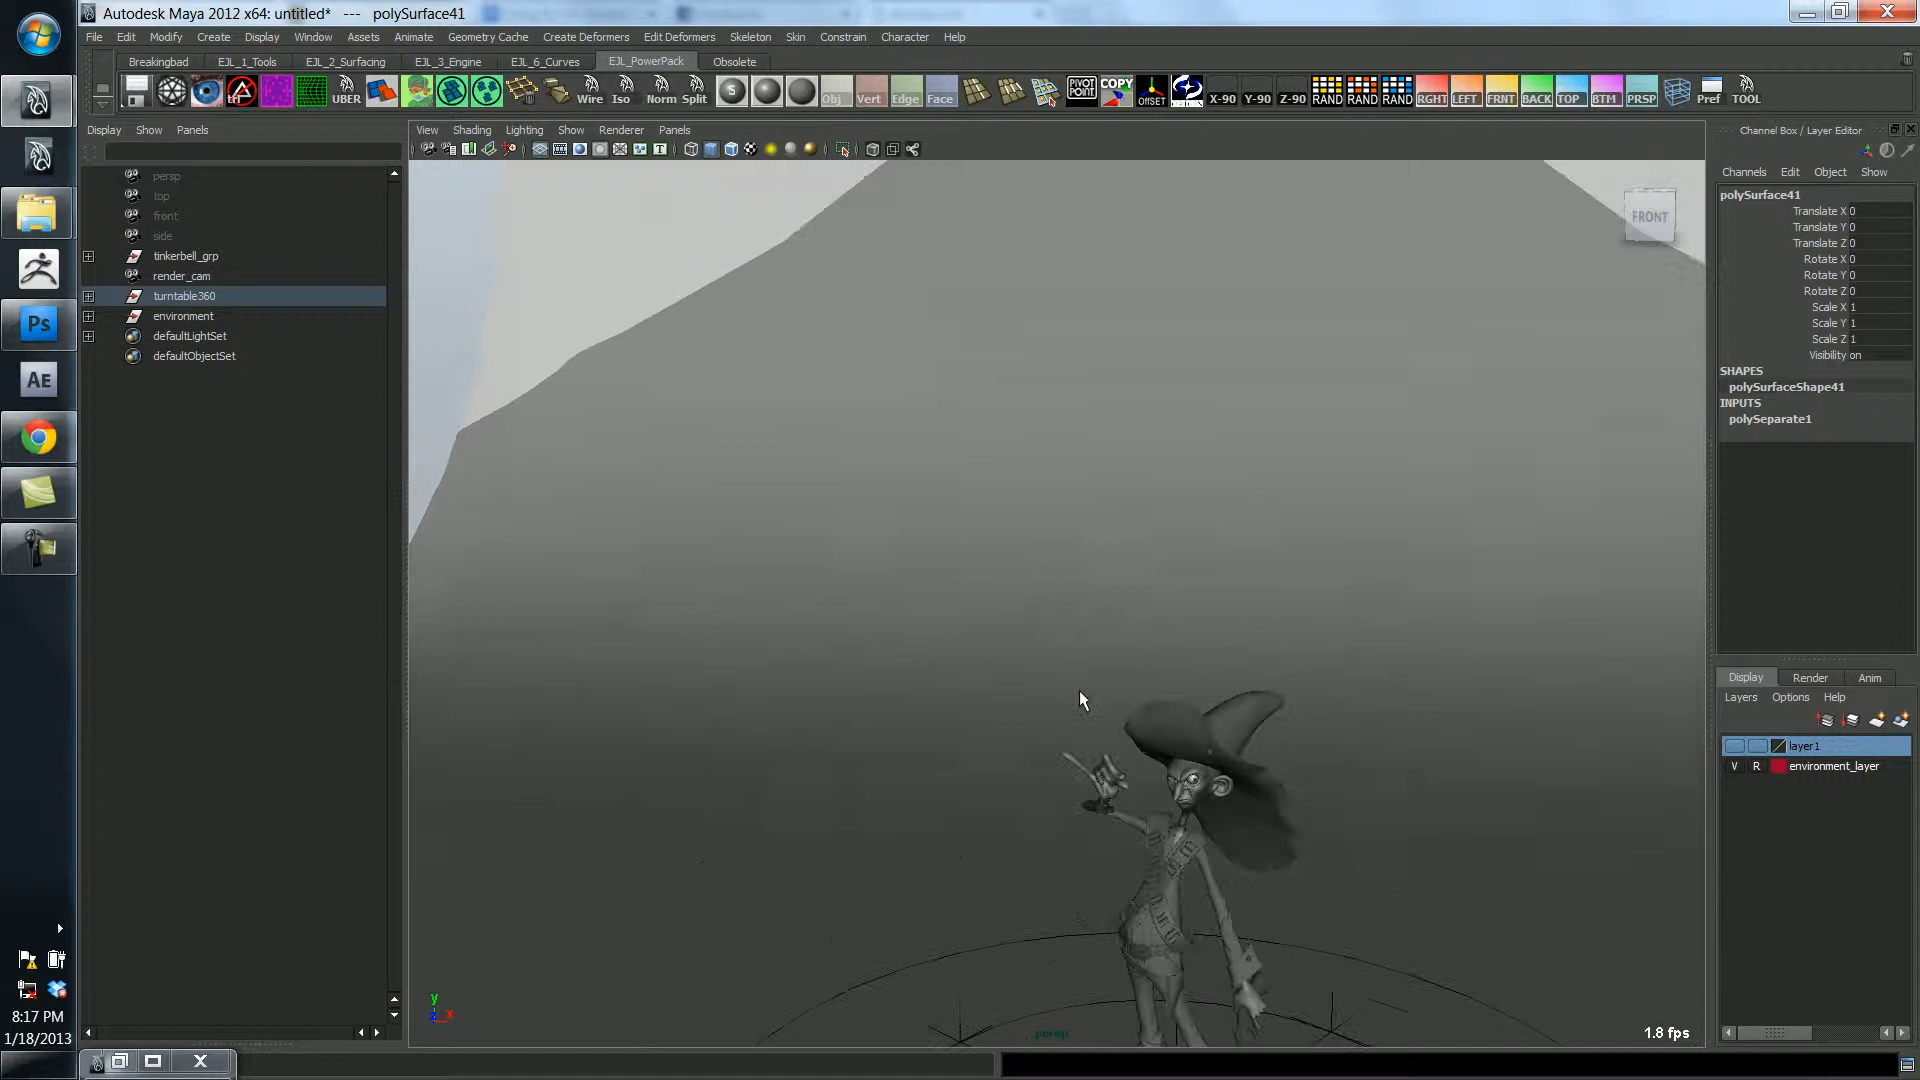 Autodesk Maya 2012 x64: untitled* --- polySurface41
File Edit Modify Create Display Window Assets Animate Geometry Cache Create Deformers Edit Deformers Skeleton Skin Constrain Character Help
Breakingbad EJL_1_Tools EJL_2_Surfacing EJL_3_Engine EJL_6_Curves EJL_PowerPack Obsolete
tri UBER Wire Iso Norm Split S Obj Vert Edge Face PIVOT POINT COPY OFFSET X-90 Y-90 Z-90 RAND RAND RAND RGHT LEFT FRNT BACK TOP BTM PRSP Pref TOOL
Display Show Panels
View Shading Lighting Show Renderer Panels
Channel Box / Layer Editor
Channels Edit Object Show
persp
top
front
side
tinkerbell_grp
render_cam
turntable360
environment
defaultLightSet
defaultObjectSet
FRONT
polySurface41
Translate X 0
Translate Y 0
Translate Z 0
Rotate X 0
Rotate Y 0
Rotate Z 0
Scale X 1
Scale Y 1
Scale Z 1
Visibility on
SHAPES
polySurfaceShape41
INPUTS
polySeparate1
Display Render Anim
Layers Options Help
layer1
V R environment_layer
Ps
AE
y
z x
persp
1.8 fps
8:17 PM
1/18/2013